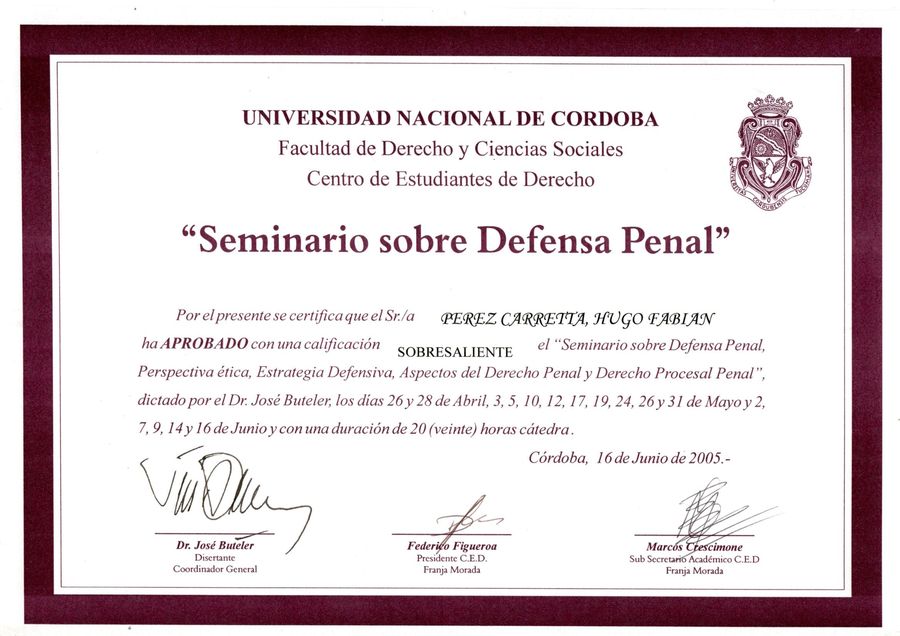 UNIVERSIDAD NACIONAL DE CORDOBA
Facultad de Derecho y Ciencias Sociales
Centro de Estudiantes de Derecho
UNIVERSITAS CORDUBENSIS TUCUMANAE
“Seminario sobre Defensa Penal”
Por el presente se certifica que el Sr./a PEREZ CARRETTA, HUGO FABIAN
ha APROBADO con una calificación SOBRESALIENTE el “Seminario sobre Defensa Penal,
Perspectiva ética, Estrategia Defensiva, Aspectos del Derecho Penal y Derecho Procesal Penal”,
dictado por el Dr. José Buteler, los días 26 y 28 de Abril, 3, 5, 10, 12, 17, 19, 24, 26 y 31 de Mayo y 2,
7, 9, 14 y 16 de Junio y con una duración de 20 (veinte) horas cátedra.
Córdoba, 16 de Junio de 2005.-
Dr. José Buteler
Disertante
Coordinador General
Federico Figueroa
Presidente C.E.D.
Franja Morada
Marcos Crescimone
Sub Secretario Académico C.E.D
Franja Morada